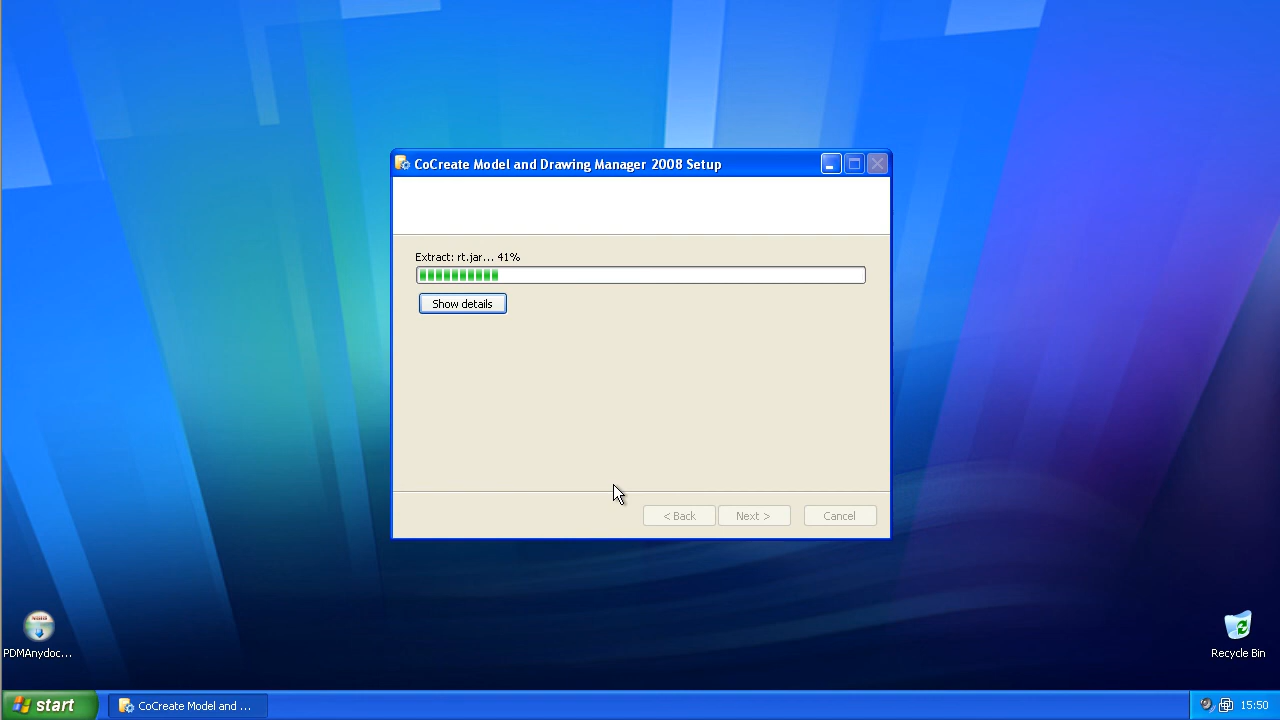 CoCreate Model and Drawing Manager 2008 Setup
Extract: rt.jar... 41%
Show details
< Back
Next >
Cancel
PDMAnydoc...
Recycle Bin
start
CoCreate Model and ...
15:50